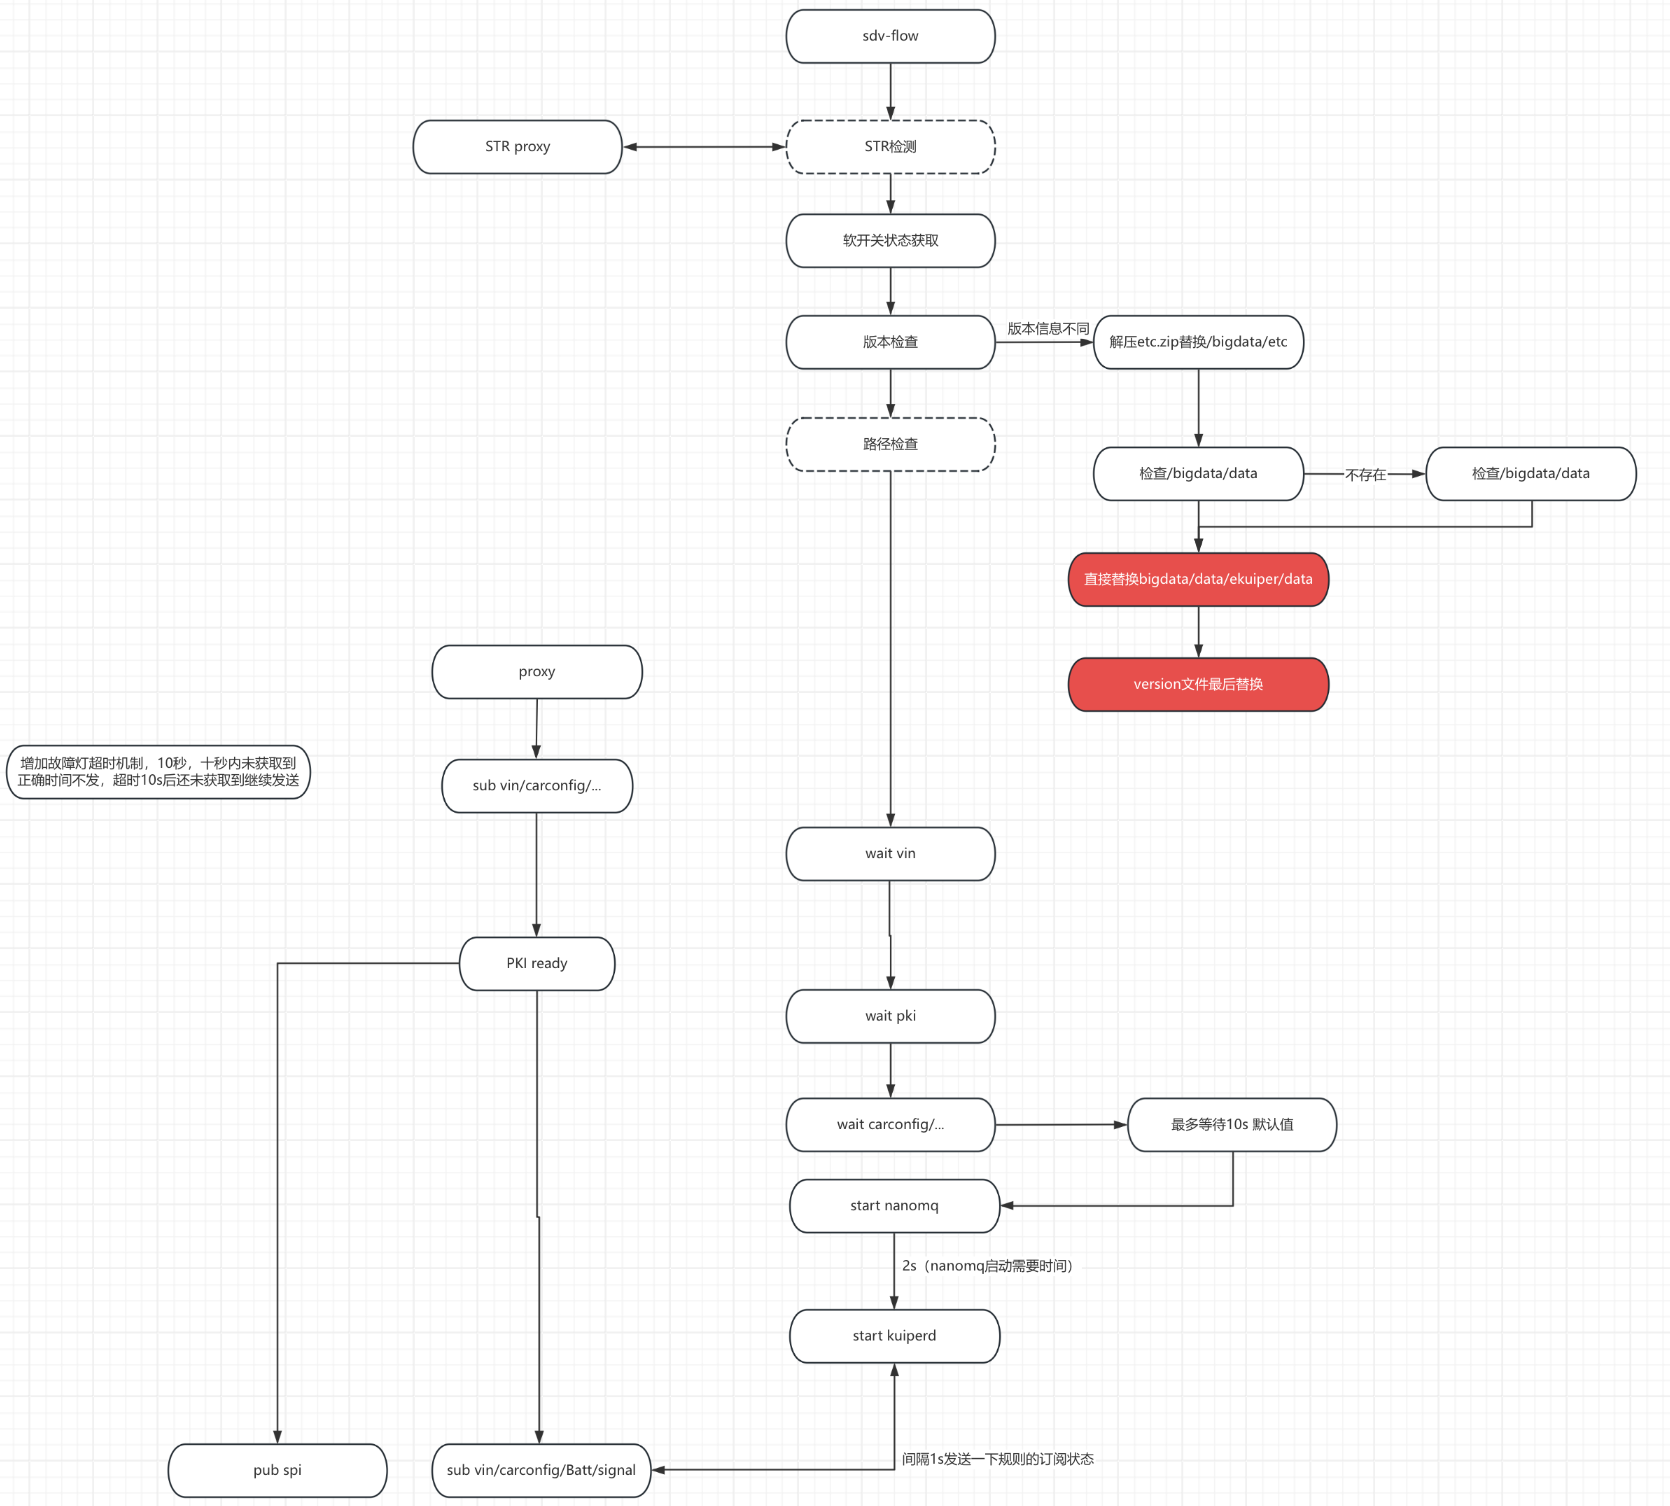 sdv-flow
STR proxy
STR检测
软开关状态获取
版本检查
版本信息不同
解压etc.zip替换/bigdata/etc
路径检查
检查/bigdata/data
不存在
检查/bigdata/data
直接替换bigdata/data/ekuiper/data
version文件最后替换
proxy
增加故障灯超时机制，10秒，十秒内未获取到
正确时间不发，超时10s后还未获取到继续发送
sub vin/carconfig/...
wait vin
PKI ready
wait pki
wait carconfig/...
最多等待10s 默认值
start nanomq
2s（nanomq启动需要时间）
start kuiperd
间隔1s发送一下规则的订阅状态
pub spi
sub vin/carconfig/Batt/signal